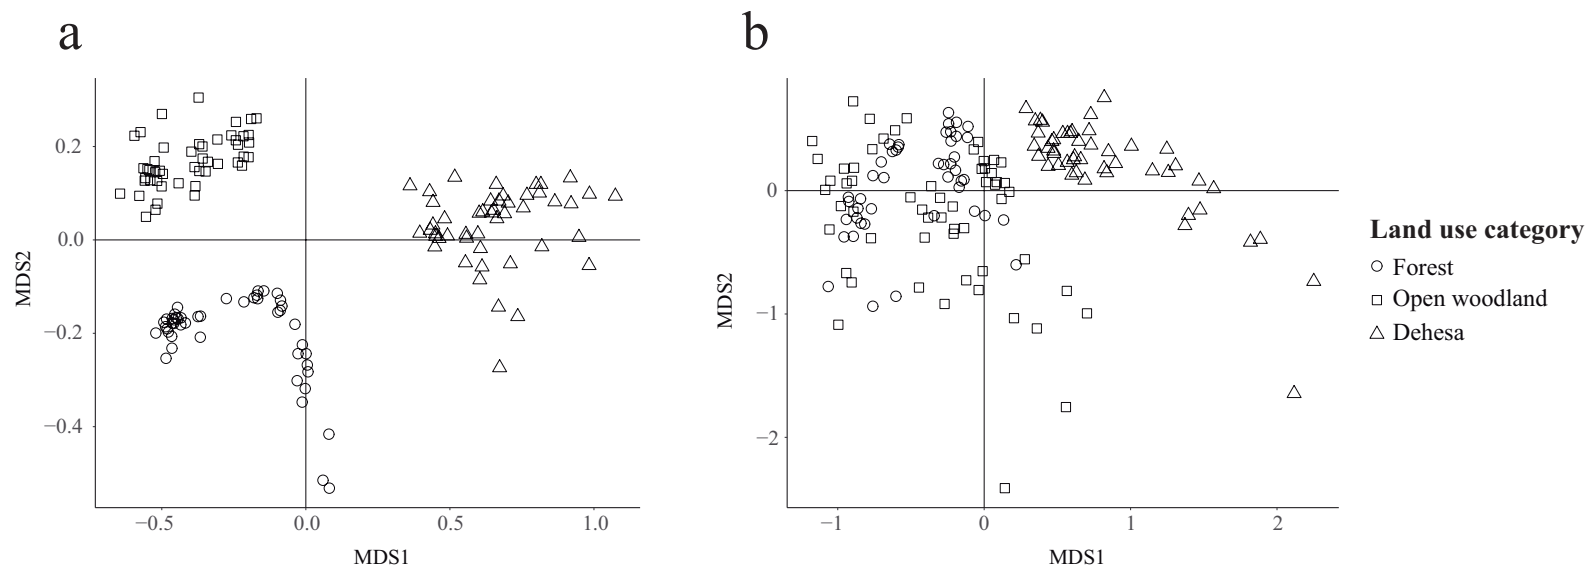 a
0.2
0.0
−0.2
−0.4
MDS2
−0.5
0.0
0.5
1.0
MDS1
b
0
−1
−2
MDS2
−1
0
1
2
MDS1
Land use category
Forest
Open woodland
Dehesa